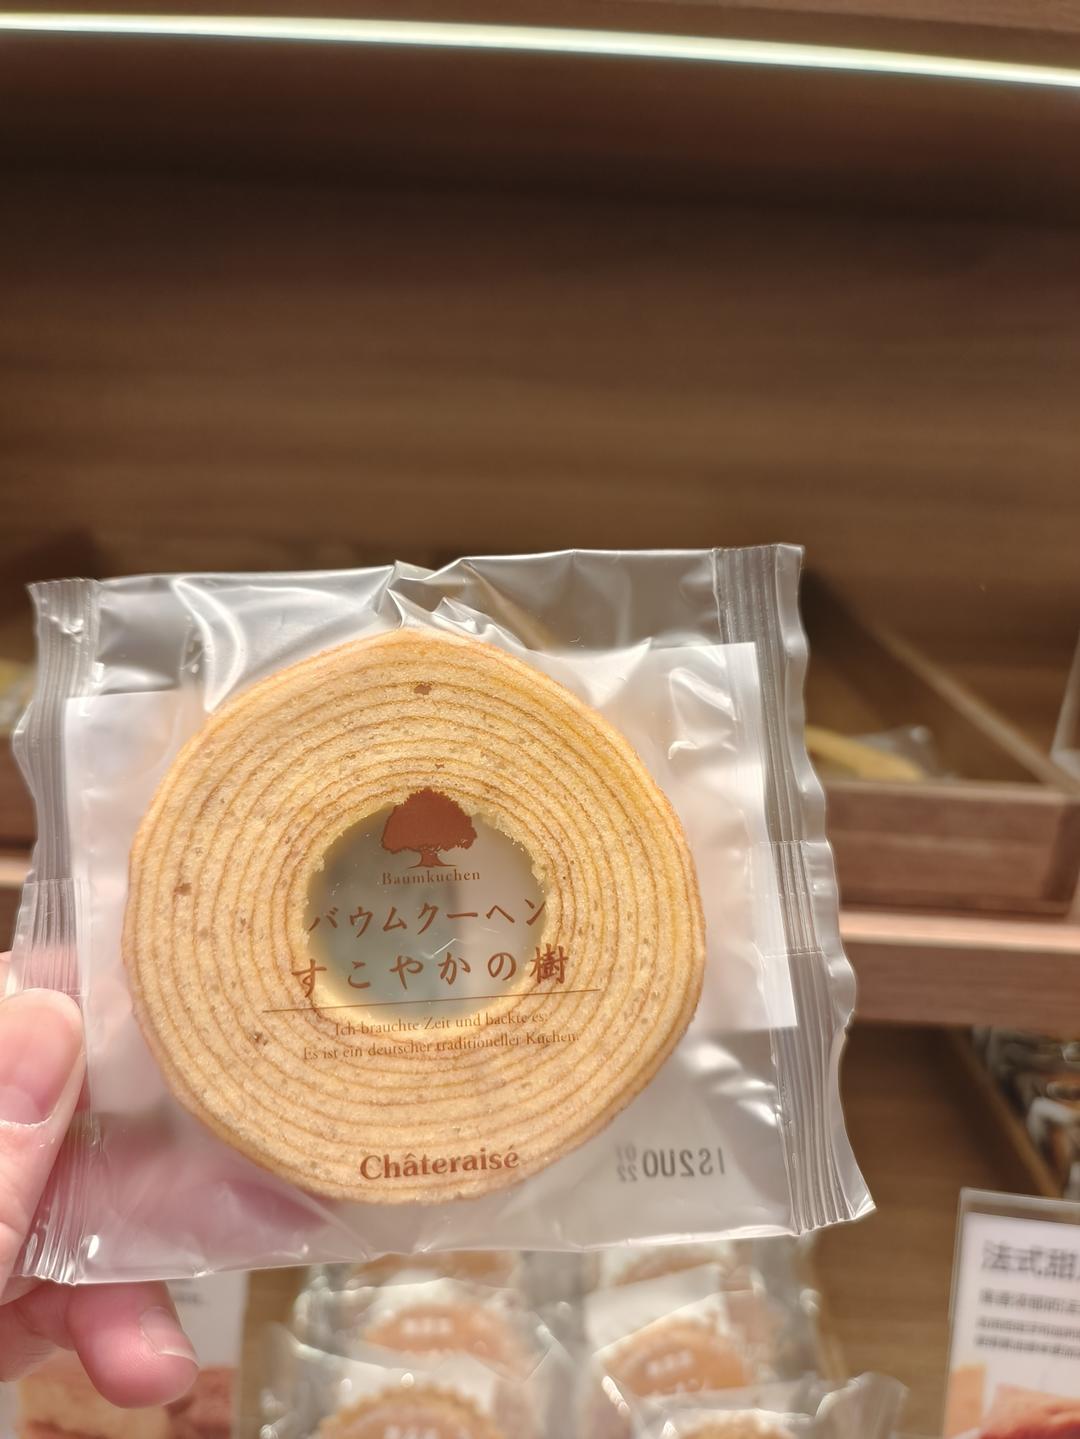 Baumkuchen
バウムクーヘン
すこやかの樹
Ich brauchte Zeit und backte es.
Es ist ein deutscher traditioneller Kuchen.
Châteraisé
法式甜